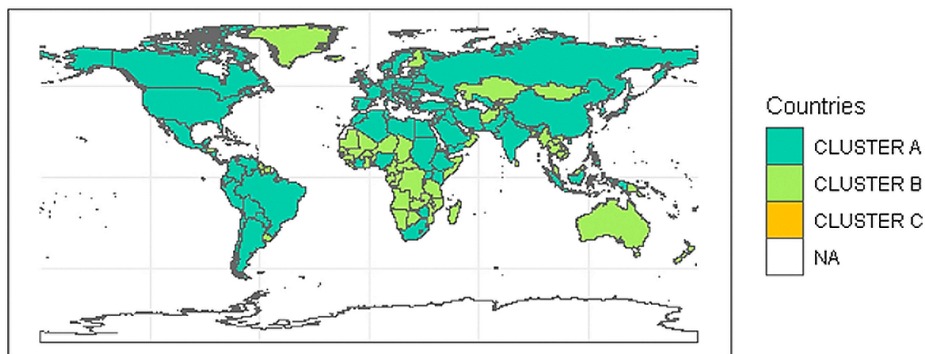 Countries
CLUSTER A
CLUSTER B
CLUSTER C
NA